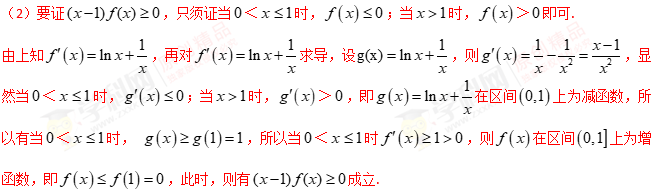 （2）要证(x−1)f(x)≥0，只须证当0＜x≤1时，f(x)≤0；当x>1时，f(x)＞0即可.
由上知f′(x)=ln x+1/x，再对f′(x)=ln x+1/x求导，设g(x)=ln x+1/x，则g′(x)=1/x−1/x²=(x−1)/x²，显
然当0＜x≤1时，g′(x)≤0；当x>1时，g′(x)＞0，即g(x)=ln x+1/x在区间(0,1)上为减函数，所
以有当0＜x≤1时， g(x)≥g(1)=1，所以当0＜x≤1时f′(x)≥1>0，则f(x)在区间(0,1]上为增
函数，即f(x)≤f(1)=0，此时，则有(x−1)f(x)≥0成立.